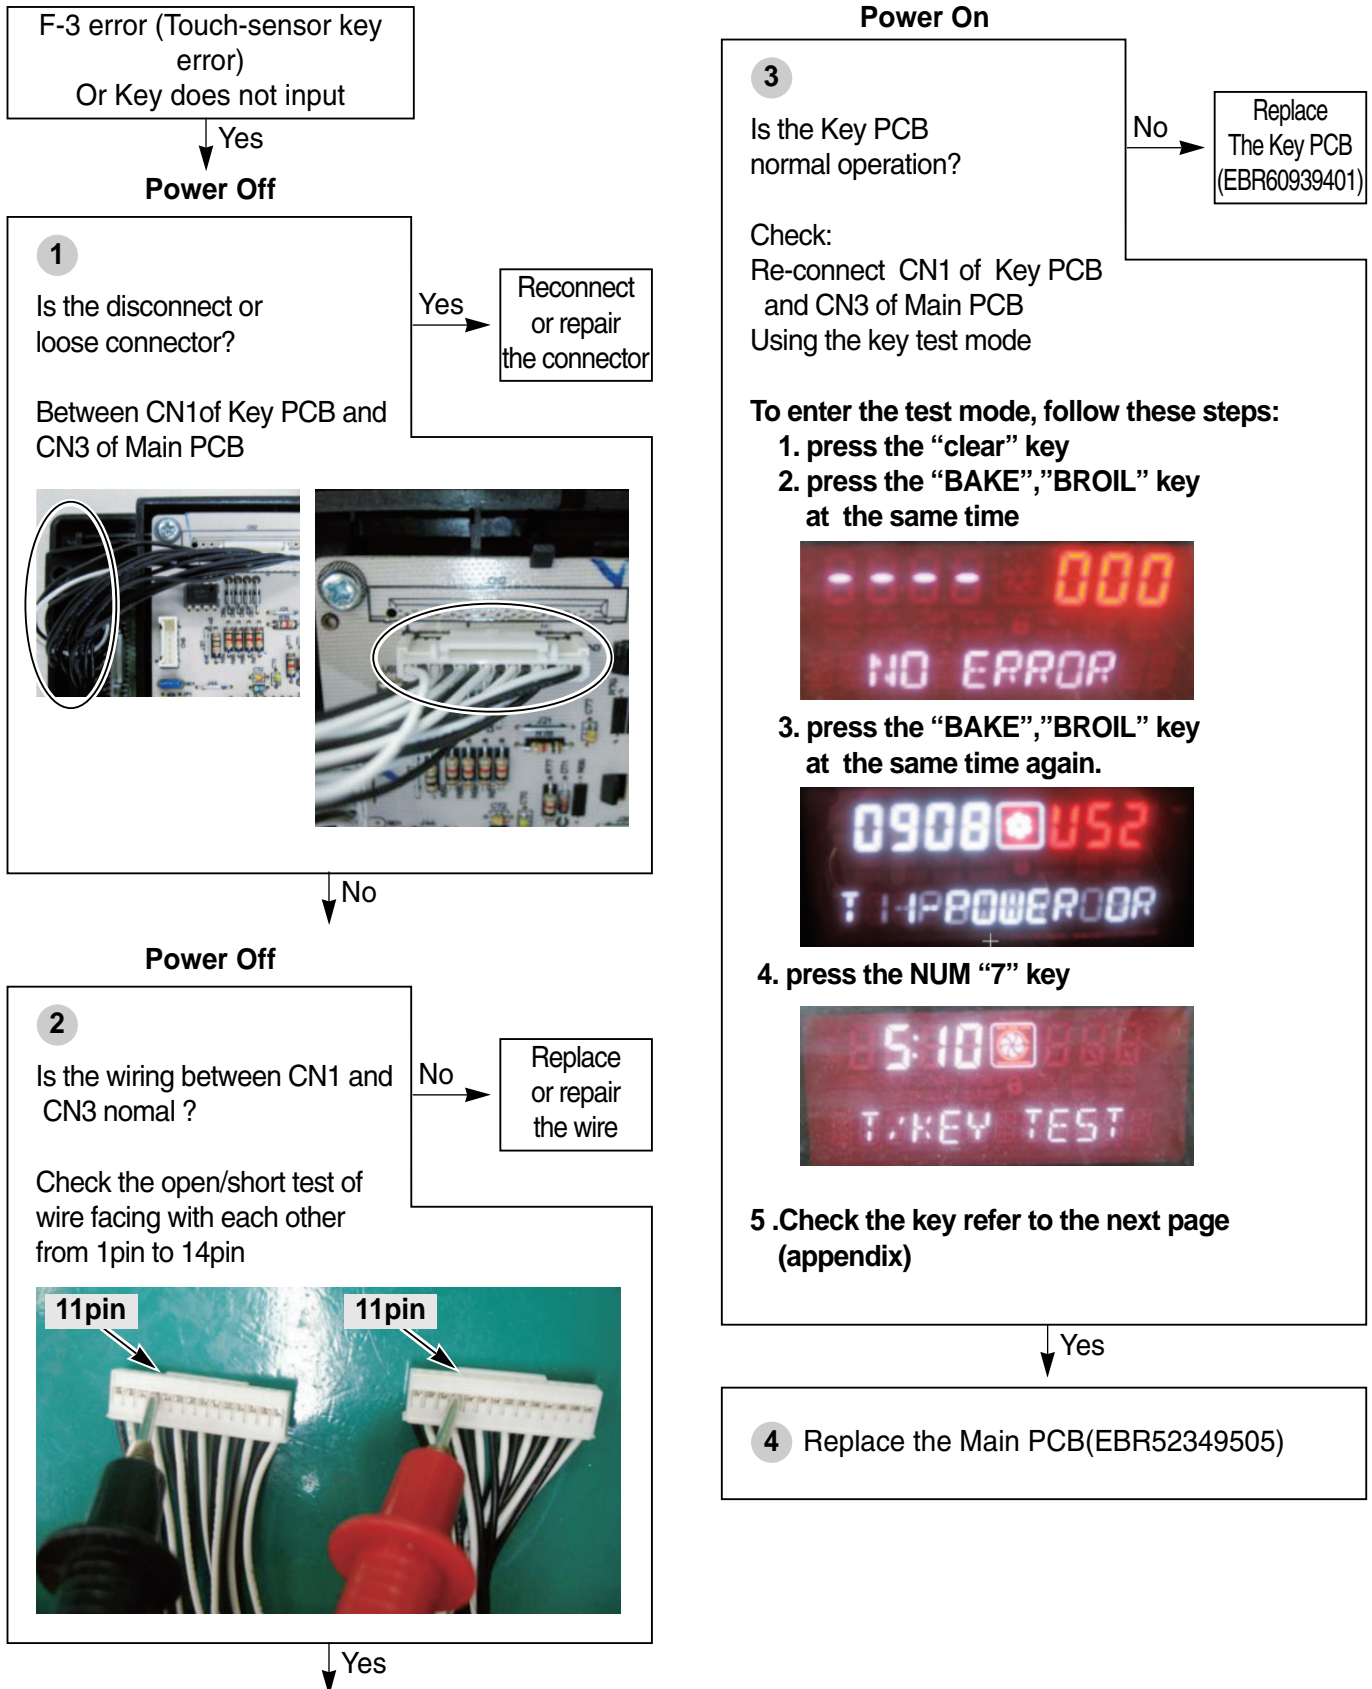 F-3 error (Touch-sensor key
error)
Or Key does not input
Yes
Power Off
1
Is the disconnect or
loose connector?
Yes
Reconnect
or repair
the connector
Between CN1of Key PCB and
CN3 of Main PCB
No
Power Off
2
Is the wiring between CN1 and
CN3 nomal ?
No
Replace
or repair
the wire
Check the open/short test of
wire facing with each other
from 1pin to 14pin
11pin
11pin
Yes
Power On
3
Is the Key PCB
normal operation?
No
Replace
The Key PCB
(EBR60939401)
Check:
Re-connect CN1 of Key PCB
and CN3 of Main PCB
Using the key test mode
To enter the test mode, follow these steps:
1. press the “clear” key
2. press the “BAKE”,”BROIL” key
at the same time
- - - - 000
NO ERROR
3. press the “BAKE”,”BROIL” key
at the same time again.
0908 US2
4. press the NUM “7” key
5:10
T/KEY TEST
5 .Check the key refer to the next page
(appendix)
Yes
4 Replace the Main PCB(EBR52349505)